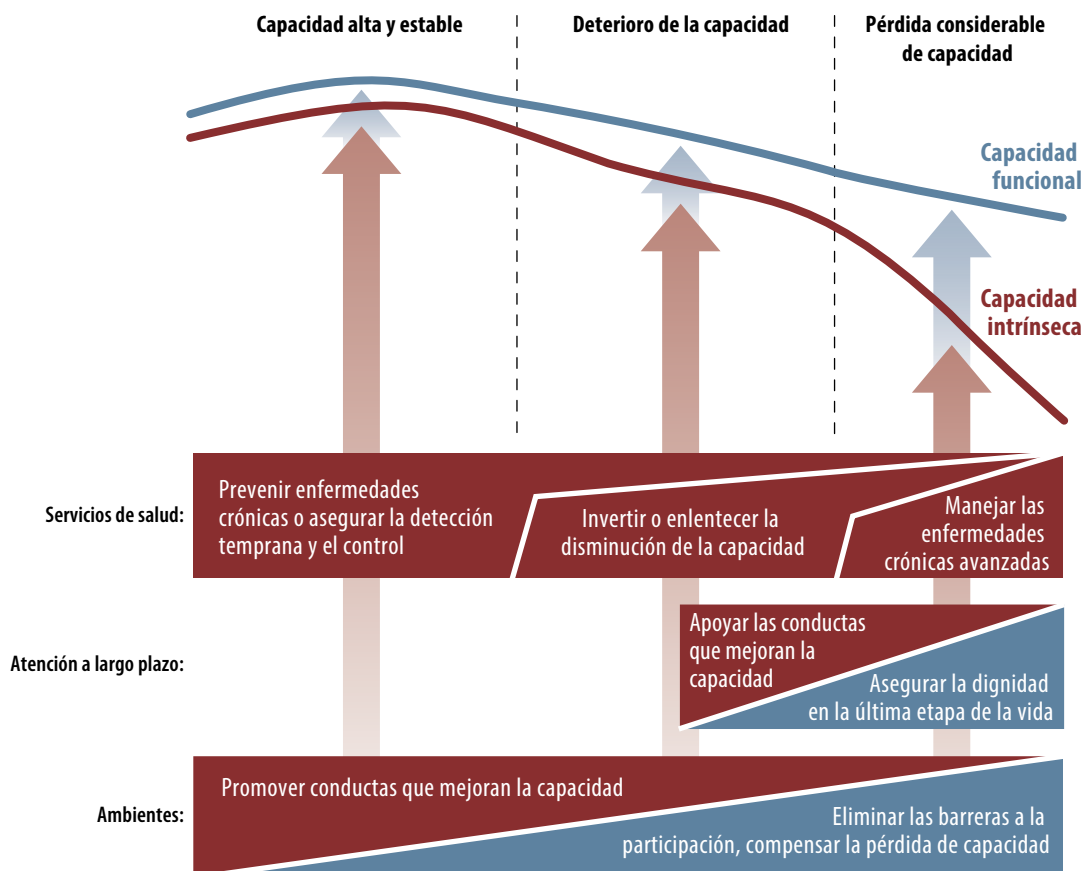 Capacidad alta y estable
Deterioro de la capacidad
Pérdida considerable
de capacidad
Capacidad
funcional
Capacidad
intrínseca
Servicios de salud:
Prevenir enfermedades
crónicas o asegurar la detección
temprana y el control
Invertir o enlentecer la
disminución de la capacidad
Manejar las
enfermedades
crónicas avanzadas
Atención a largo plazo:
Apoyar las conductas
que mejoran la
capacidad
Asegurar la dignidad
en la última etapa de la vida
Ambientes:
Promover conductas que mejoran la capacidad
Eliminar las barreras a la
participación, compensar la pérdida de capacidad